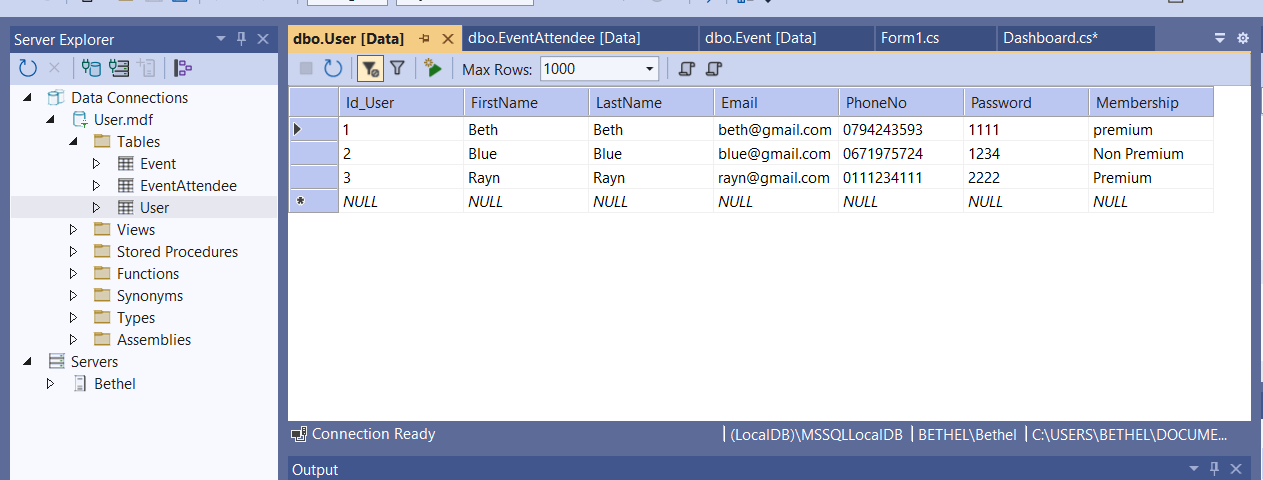 Server Explorer
Data Connections
User.mdf
Tables
Event
EventAttendee
User
Views
Stored Procedures
Functions
Synonyms
Types
Assemblies
Servers
Bethel
dbo.User [Data] dbo.EventAttendee [Data] dbo.Event [Data] Form1.cs Dashboard.cs*
Max Rows: 1000
Id_User FirstName LastName Email PhoneNo Password Membership
1 Beth Beth beth@gmail.com 0794243593 1111 premium
2 Blue Blue blue@gmail.com 0671975724 1234 Non Premium
3 Rayn Rayn rayn@gmail.com 0111234111 2222 Premium
NULL NULL NULL NULL NULL NULL NULL
Connection Ready | (LocalDB)\MSSQLLocalDB | BETHEL\Bethel | C:\USERS\BETHEL\DOCUME...
Output